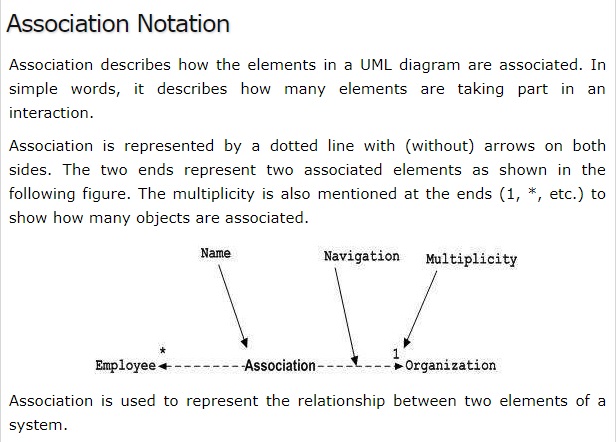 Association Notation
Association describes how the elements in a UML diagram are associated. In
simple words, it describes how many elements are taking part in an
interaction.
Association is represented by a dotted line with (without) arrows on both
sides. The two ends represent two associated elements as shown in the
following figure. The multiplicity is also mentioned at the ends (1, *, etc.) to
show how many objects are associated.
Name Navigation Multiplicity
* 1
Employee Association Organization
Association is used to represent the relationship between two elements of a
system.